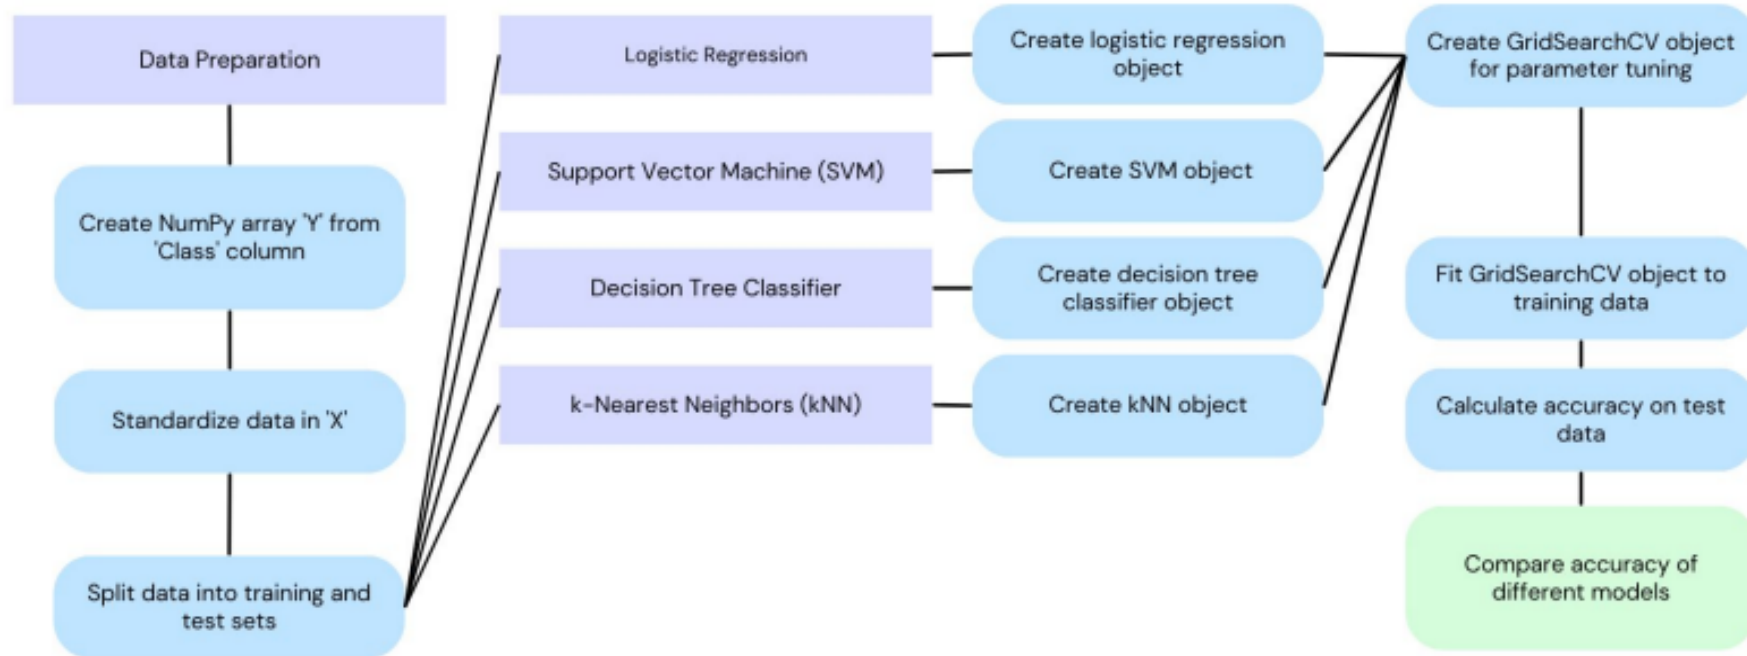 Data Preparation
Create NumPy array 'Y' from
'Class' column
Standardize data in 'X'
Split data into training and
test sets
Logistic Regression
Support Vector Machine (SVM)
Decision Tree Classifier
k-Nearest Neighbors (kNN)
Create logistic regression
object
Create SVM object
Create decision tree
classifier object
Create kNN object
Create GridSearchCV object
for parameter tuning
Fit GridSearchCV object to
training data
Calculate accuracy on test
data
Compare accuracy of
different models